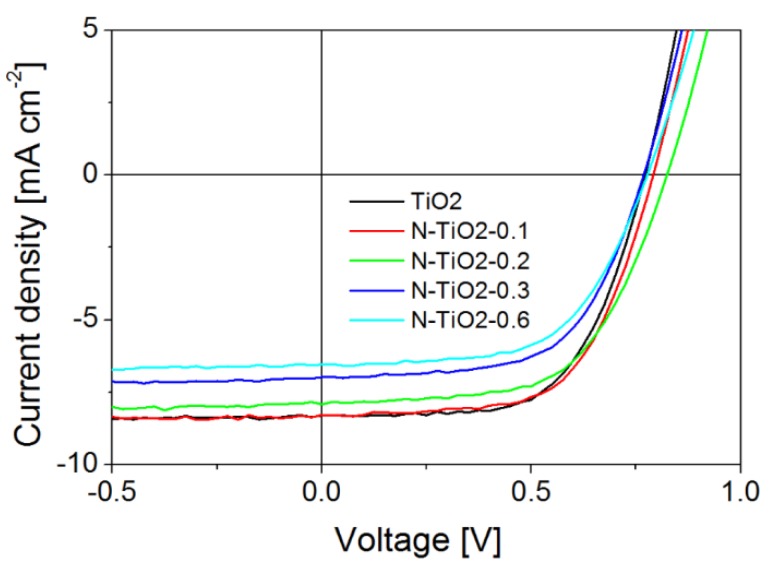 5
0
-5
-10
Current density [mA cm⁻²]
TiO2
N-TiO2-0.1
N-TiO2-0.2
N-TiO2-0.3
N-TiO2-0.6
-0.5 0.0 0.5 1.0
Voltage [V]